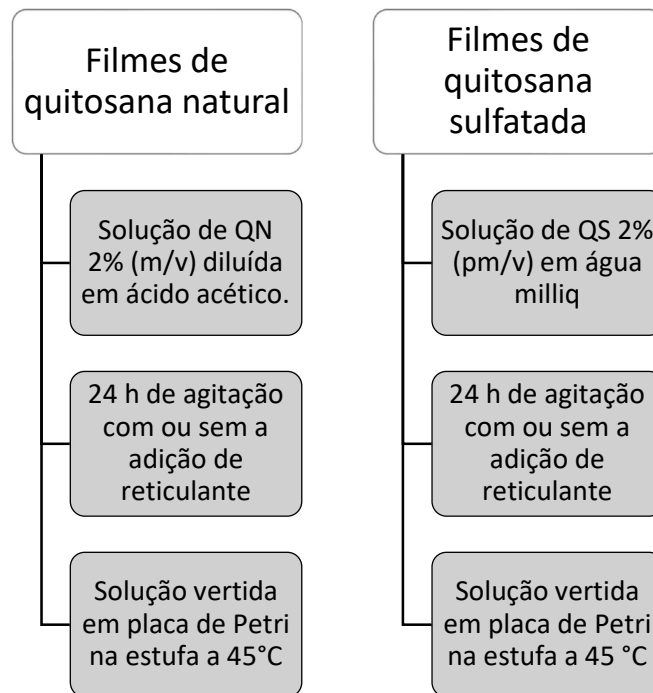 Filmes de
quitosana natural
Solução de QN
2% (m/v) diluída
em ácido acético.
24 h de agitação
com ou sem a
adição de
reticulante
Solução vertida
em placa de Petri
na estufa a 45°C
Filmes de
quitosana
sulfatada
Solução de QS 2%
(pm/v) em água
milliq
24 h de agitação
com ou sem a
adição de
reticulante
Solução vertida
em placa de Petri
na estufa a 45 °C